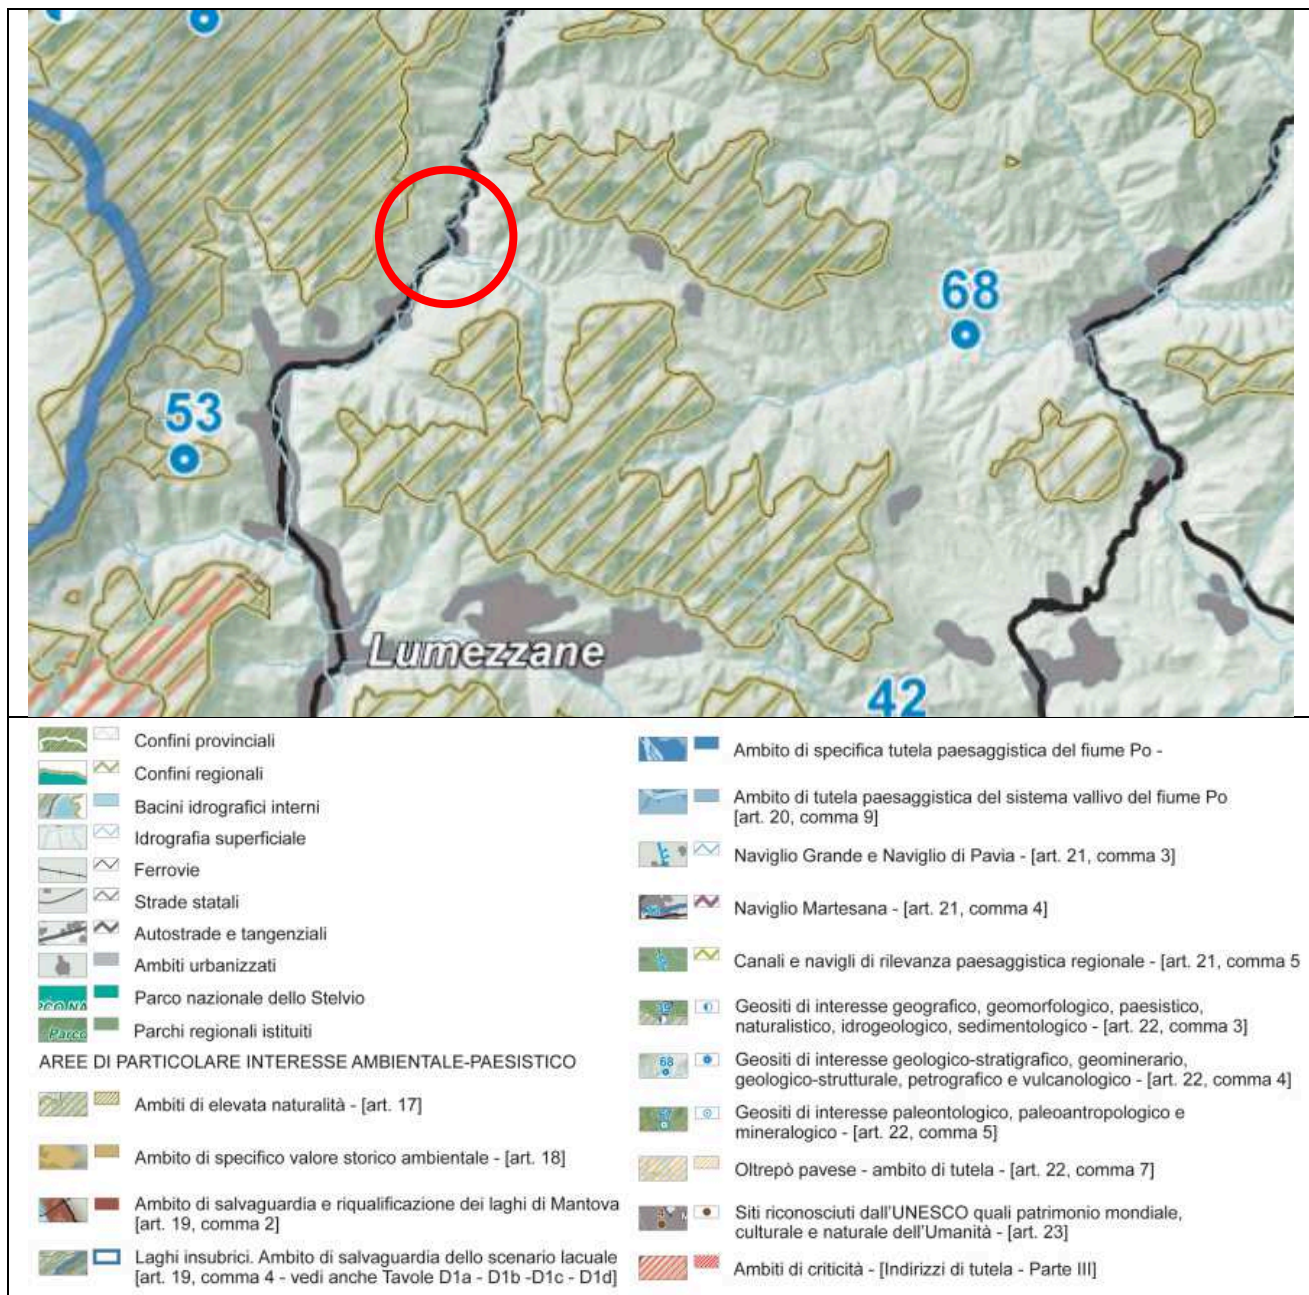 68
53
Lumezzane
42
Confini provinciali
Confini regionali
Bacini idrografici interni
Idrografia superficiale
Ferrovie
Strade statali
Autostrade e tangenziali
Ambiti urbanizzati
Parco nazionale dello Stelvio
Parchi regionali istituiti
AREE DI PARTICOLARE INTERESSE AMBIENTALE-PAESISTICO
Ambiti di elevata naturalità - [art. 17]
Ambito di specifico valore storico ambientale - [art. 18]
Ambito di salvaguardia e riqualificazione dei laghi di Mantova
[art. 19, comma 2]
Laghi insubrici. Ambito di salvaguardia dello scenario lacuale
[art. 19, comma 4 - vedi anche Tavole D1a - D1b -D1c - D1d]
Ambito di specifica tutela paesaggistica del fiume Po -
Ambito di tutela paesaggistica del sistema vallivo del fiume Po
[art. 20, comma 9]
Naviglio Grande e Naviglio di Pavia - [art. 21, comma 3]
Naviglio Martesana - [art. 21, comma 4]
Canali e navigli di rilevanza paesaggistica regionale - [art. 21, comma 5
Geositi di interesse geografico, geomorfologico, paesistico,
naturalistico, idrogeologico, sedimentologico - [art. 22, comma 3]
68
Geositi di interesse geologico-stratigrafico, geominerario,
geologico-strutturale, petrografico e vulcanologico - [art. 22, comma 4]
Geositi di interesse paleontologico, paleoantropologico e
mineralogico - [art. 22, comma 5]
Oltrepò pavese - ambito di tutela - [art. 22, comma 7]
Siti riconosciuti dall'UNESCO quali patrimonio mondiale,
culturale e naturale dell'Umanità - [art. 23]
Ambiti di criticità - [Indirizzi di tutela - Parte III]